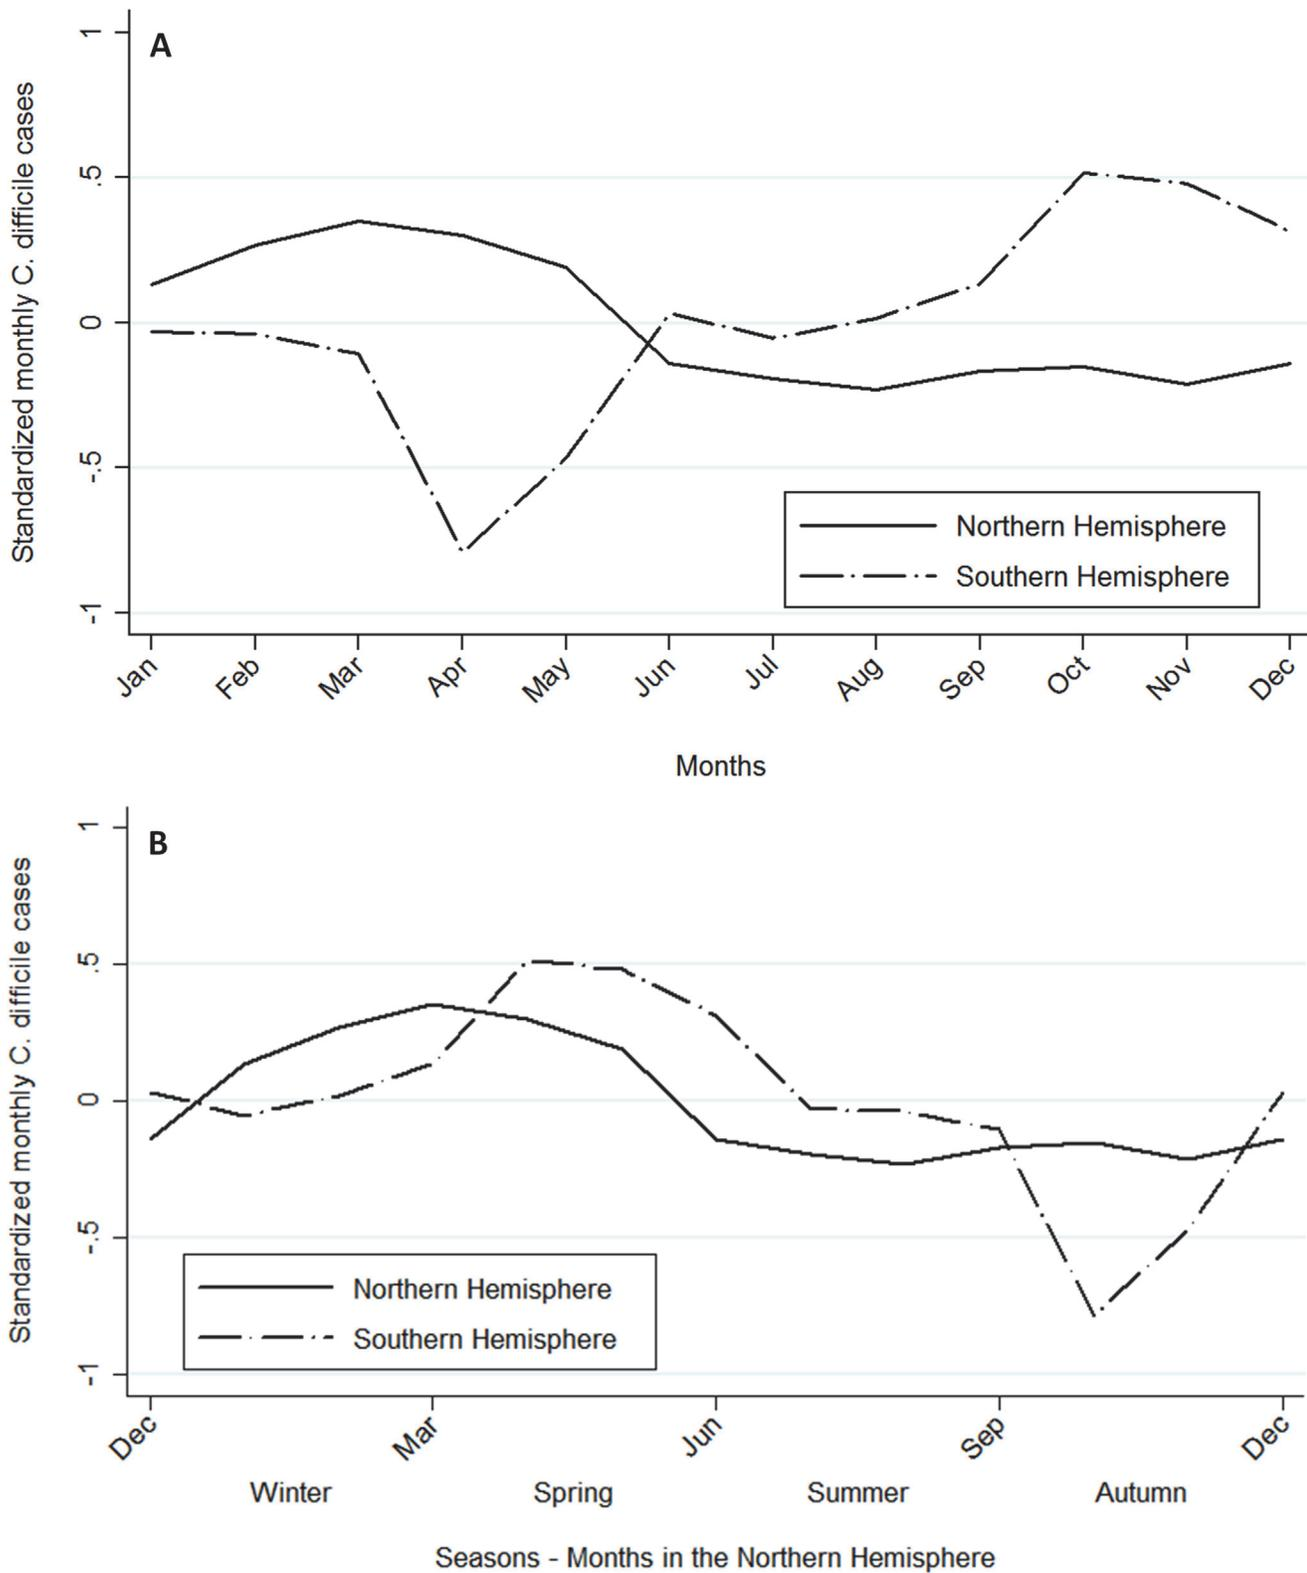 A
Standardized monthly C. difficile cases
1
.5
0
-.5
-1
Northern Hemisphere
Southern Hemisphere
Jan Feb Mar Apr May Jun Jul Aug Sep Oct Nov Dec
Months
B
Standardized monthly C. difficile cases
1
.5
0
-.5
-1
Northern Hemisphere
Southern Hemisphere
Dec Mar Jun Sep Dec
Winter Spring Summer Autumn
Seasons - Months in the Northern Hemisphere